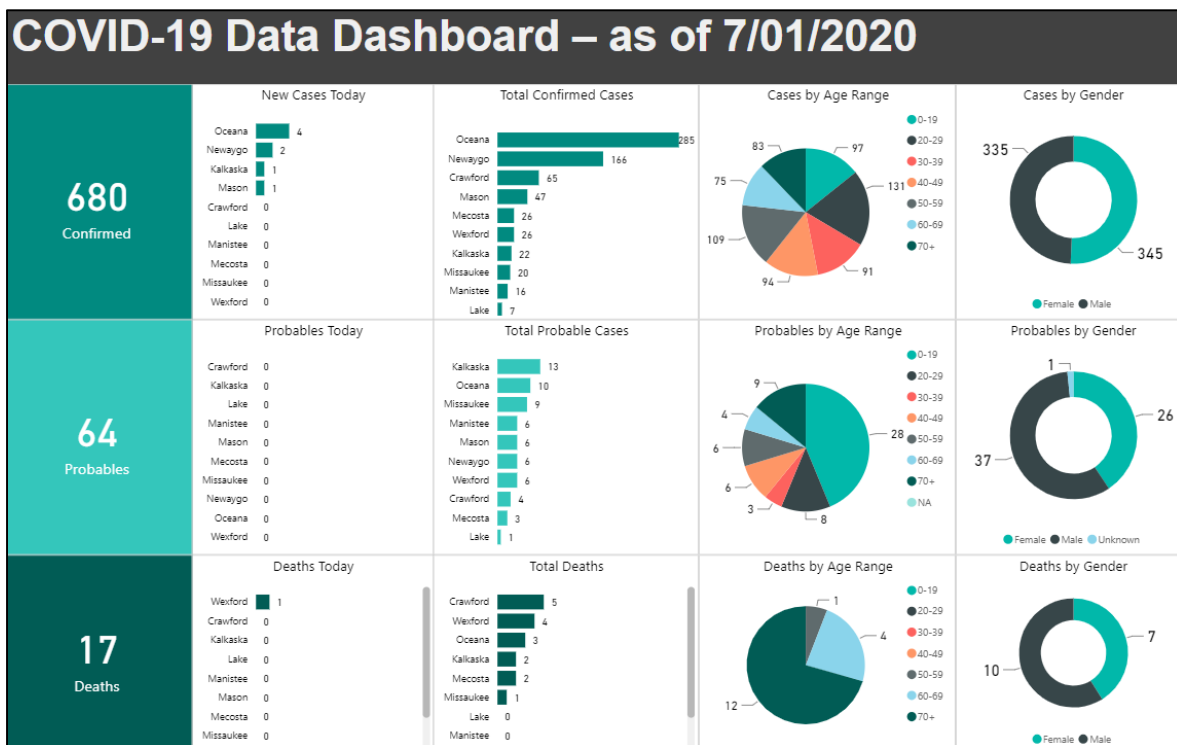 COVID-19 Data Dashboard – as of 7/01/2020
680
Confirmed
New Cases Today
Oceana 4
Newaygo 2
Kalkaska 1
Mason 1
Crawford 0
Lake 0
Manistee 0
Mecosta 0
Missaukee 0
Wexford 0
Total Confirmed Cases
Oceana 285
Newaygo 166
Crawford 65
Mason 47
Mecosta 26
Wexford 26
Kalkaska 22
Missaukee 20
Manistee 16
Lake 7
Cases by Age Range
83
97
75
131
109
94
91
0-19
20-29
30-39
40-49
50-59
60-69
70+
Cases by Gender
335
345
Female Male
64
Probables
Probables Today
Crawford 0
Kalkaska 0
Lake 0
Manistee 0
Mason 0
Mecosta 0
Missaukee 0
Newaygo 0
Oceana 0
Wexford 0
Total Probable Cases
Kalkaska 13
Oceana 10
Missaukee 9
Manistee 6
Mason 6
Newaygo 6
Wexford 6
Crawford 4
Mecosta 3
Lake 1
Probables by Age Range
9
4
28
6
6
3
8
0-19
20-29
30-39
40-49
50-59
60-69
70+
NA
Probables by Gender
1
26
37
Female Male Unknown
17
Deaths
Deaths Today
Wexford 1
Crawford 0
Kalkaska 0
Lake 0
Manistee 0
Mason 0
Mecosta 0
Missaukee 0
Total Deaths
Crawford 5
Wexford 4
Oceana 3
Kalkaska 2
Mecosta 2
Missaukee 1
Lake 0
Manistee 0
Deaths by Age Range
1
4
12
0-19
20-29
30-39
40-49
50-59
60-69
70+
Deaths by Gender
7
10
Female Male